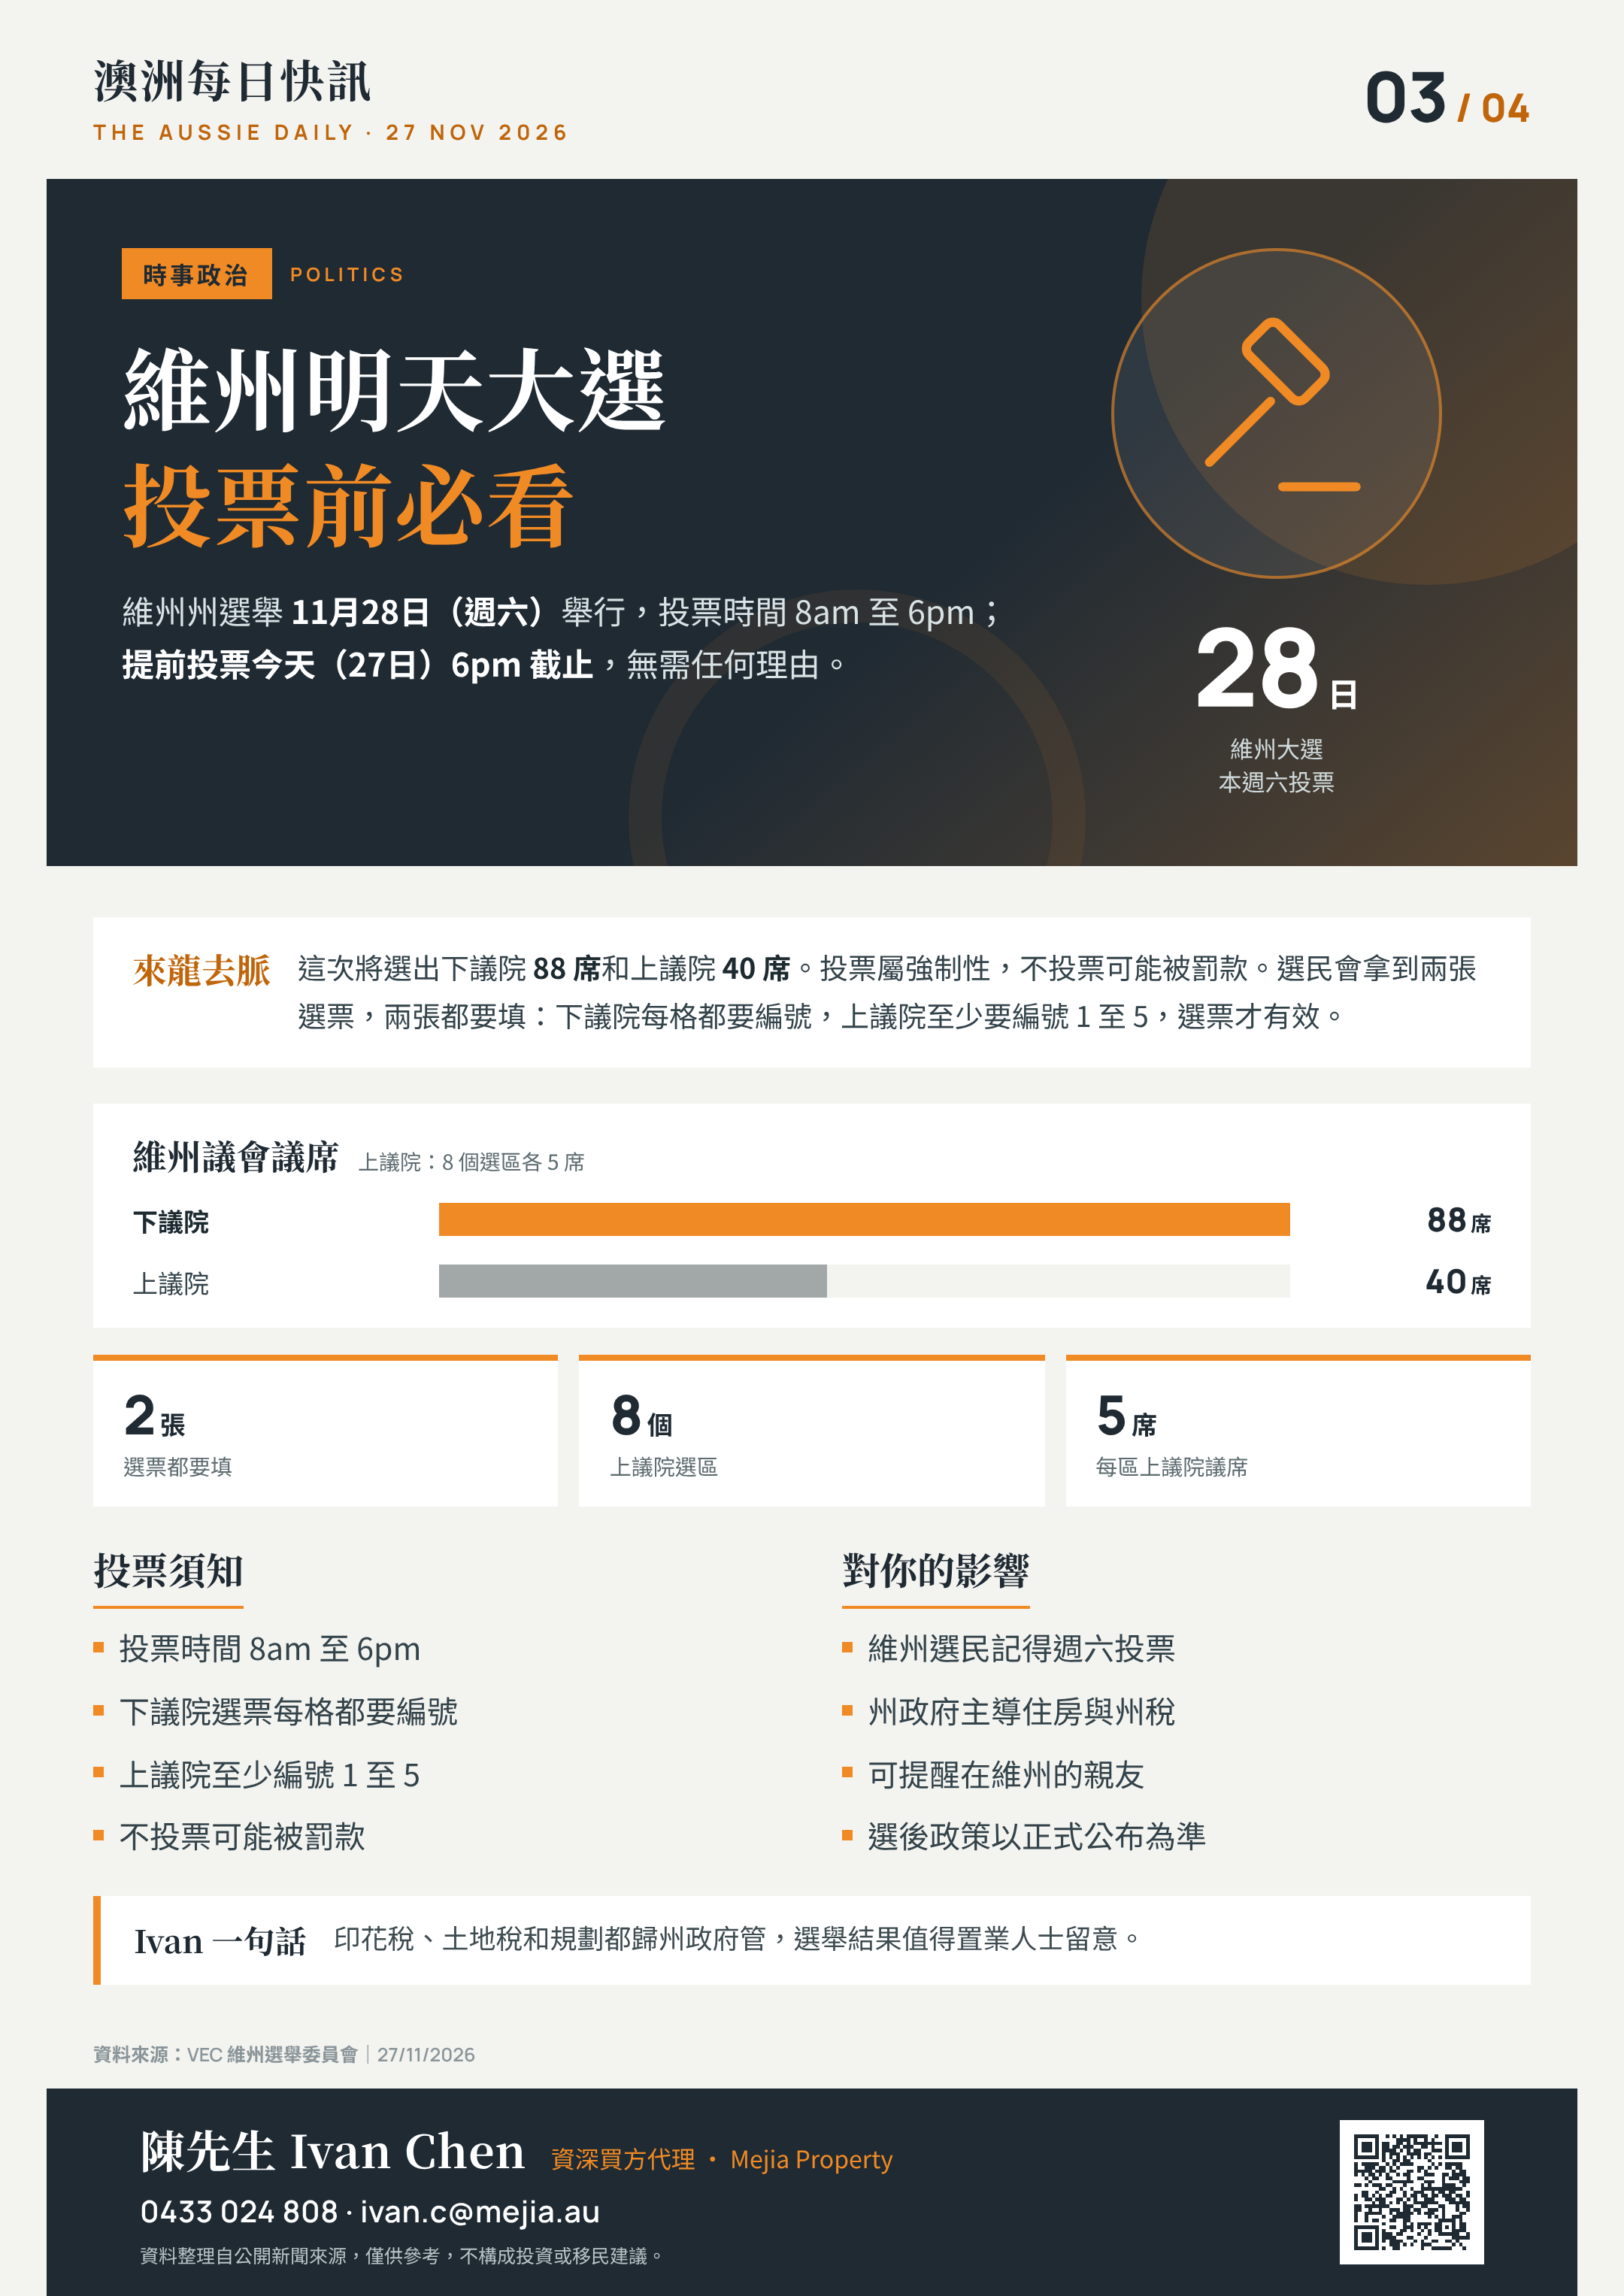 澳洲每日快訊
THE AUSSIE DAILY · 27 NOV 2026
03 / 04
時事政治 POLITICS
維州明天大選
投票前必看
維州州選舉 11月28日（週六）舉行，投票時間 8am 至 6pm；
提前投票今天（27日）6pm 截止，無需任何理由。
28 日
維州大選
本週六投票
來龍去脈
這次將選出下議院 88 席和上議院 40 席。投票屬強制性，不投票可能被罰款。選民會拿到兩張
選票，兩張都要填：下議院每格都要編號，上議院至少要編號 1 至 5，選票才有效。
維州議會議席 上議院：8 個選區各 5 席
下議院 88 席
上議院 40 席
2 張
選票都要填
8 個
上議院選區
5 席
每區上議院議席
投票須知
投票時間 8am 至 6pm
下議院選票每格都要編號
上議院至少編號 1 至 5
不投票可能被罰款
對你的影響
維州選民記得週六投票
州政府主導住房與州稅
可提醒在維州的親友
選後政策以正式公布為準
Ivan 一句話 印花稅、土地稅和規劃都歸州政府管，選舉結果值得置業人士留意。
資料來源：VEC 維州選舉委員會｜27/11/2026
陳先生 Ivan Chen 資深買方代理 · Mejia Property
0433 024 808 · ivan.c@mejia.au
資料整理自公開新聞來源，僅供參考，不構成投資或移民建議。